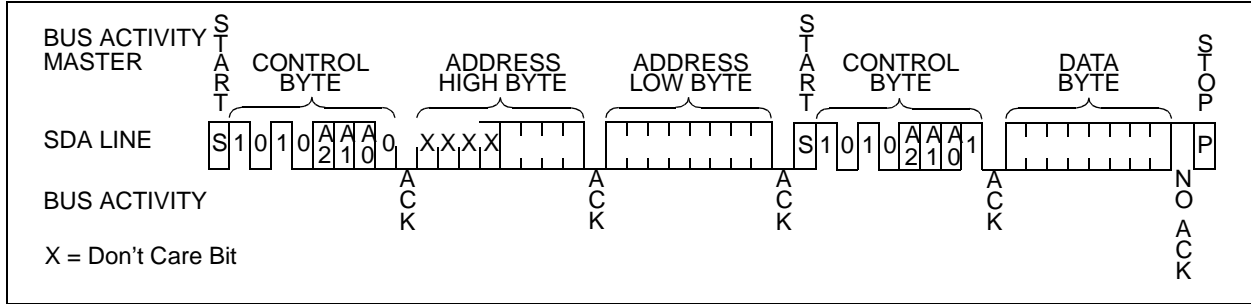 BUS ACTIVITY MASTER
START
CONTROL BYTE
ADDRESS HIGH BYTE
ADDRESS LOW BYTE
START
CONTROL BYTE
DATA BYTE
STOP
SDA LINE
S 1 0 1 0 A2 A1 A0 0 X X X X S 1 0 1 0 A2 A1 A0 1 P
BUS ACTIVITY
ACK
ACK
ACK
ACK
NO ACK
X = Don't Care Bit